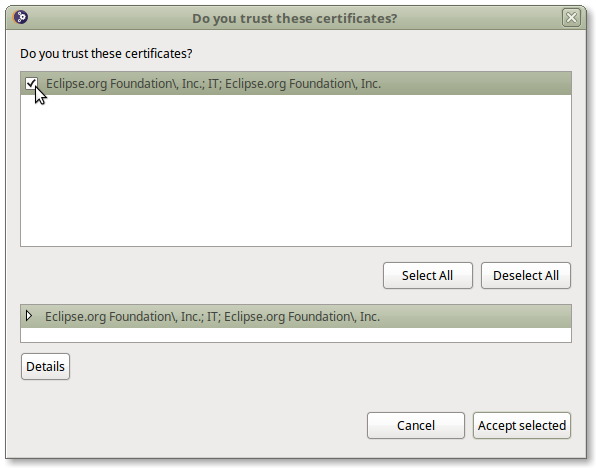 Do you trust these certificates?
Do you trust these certificates?
Eclipse.org Foundation\, Inc.; IT; Eclipse.org Foundation\, Inc.
Select All
Deselect All
Eclipse.org Foundation\, Inc.; IT; Eclipse.org Foundation\, Inc.
Details
Cancel
Accept selected